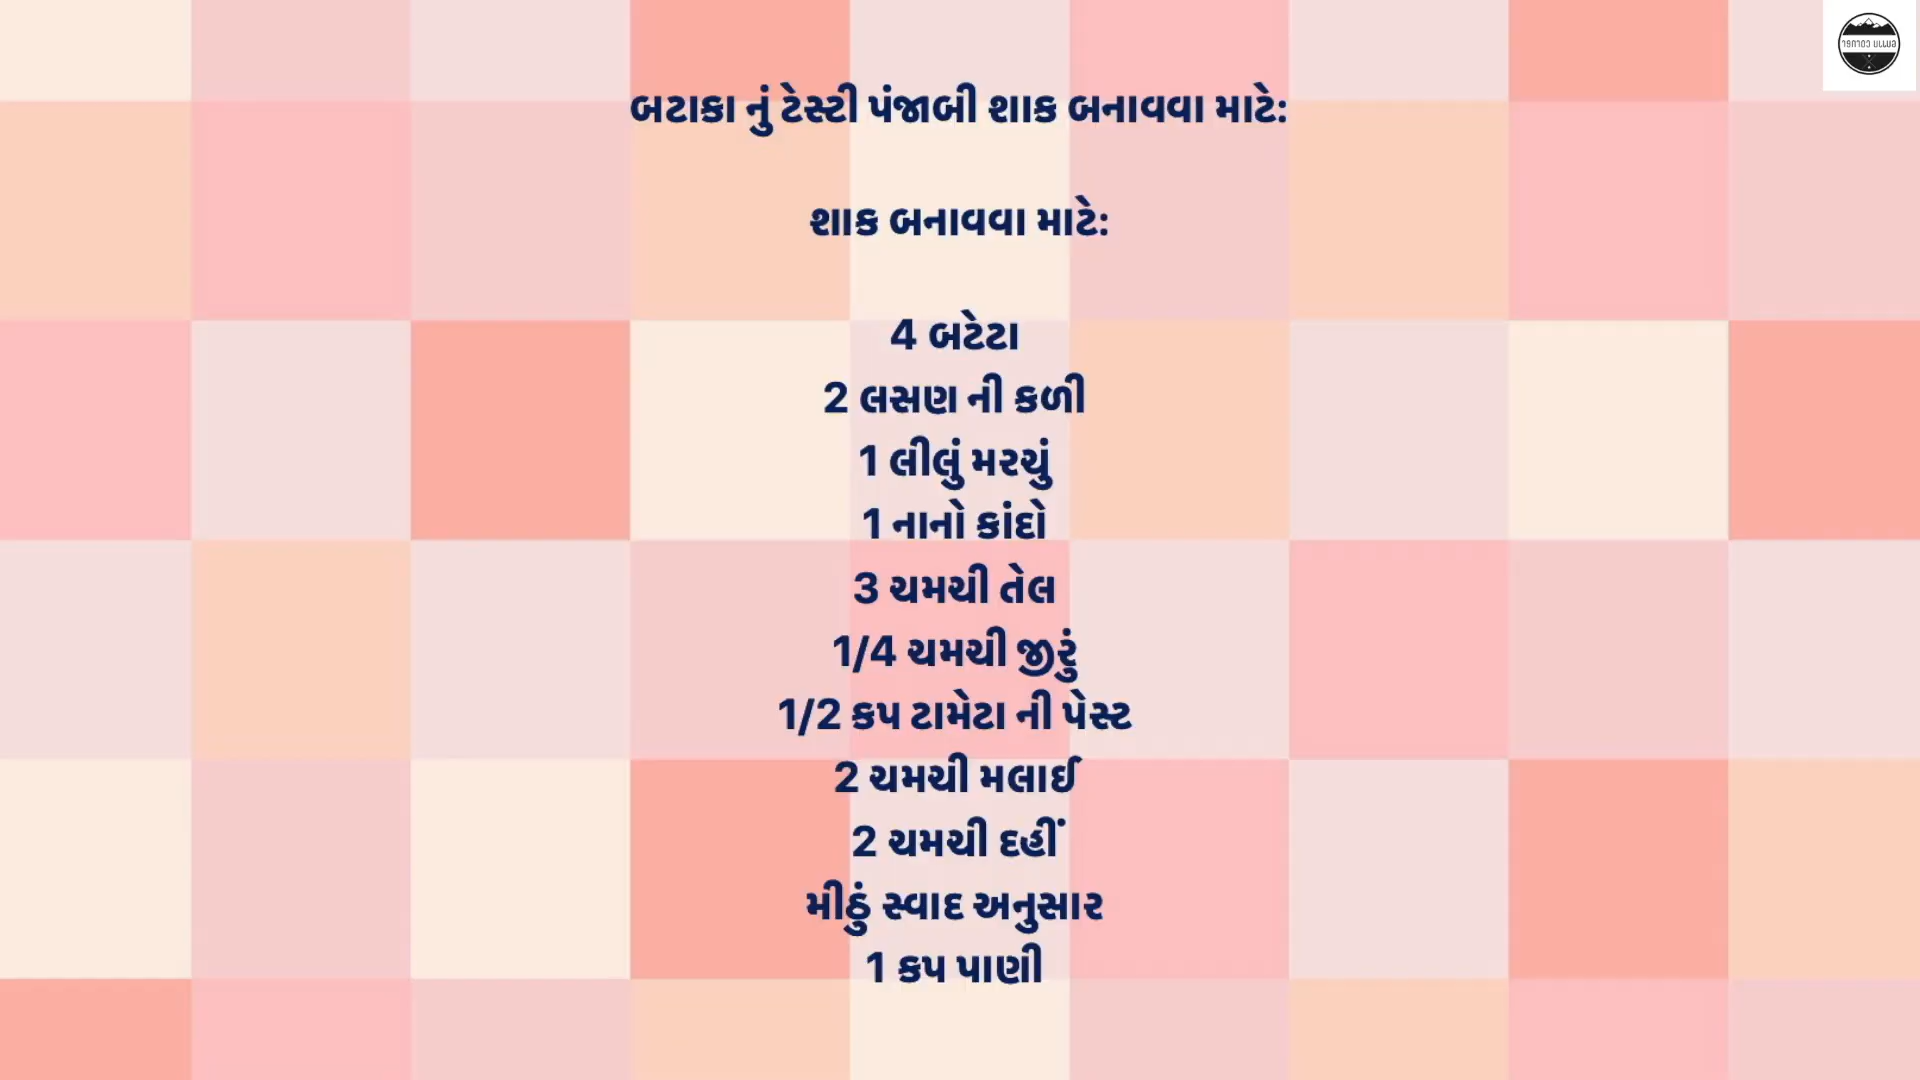 બટાકા નું ટેસ્ટી પંજાબી શાક બનાવવા માટે:
શાક બનાવવા માટે:
4 બટેટા
2 લસણ ની કળી
1 લીલું મરચું
1 નાનો કાંદો
3 ચમચી તેલ
1/4 ચમચી જીરું
1/2 કપ ટામેટા ની પેસ્ટ
2 ચમચી મલાઈ
2 ચમચી દહીં
મીઠું સ્વાદ અનુસાર
1 કપ પાણી